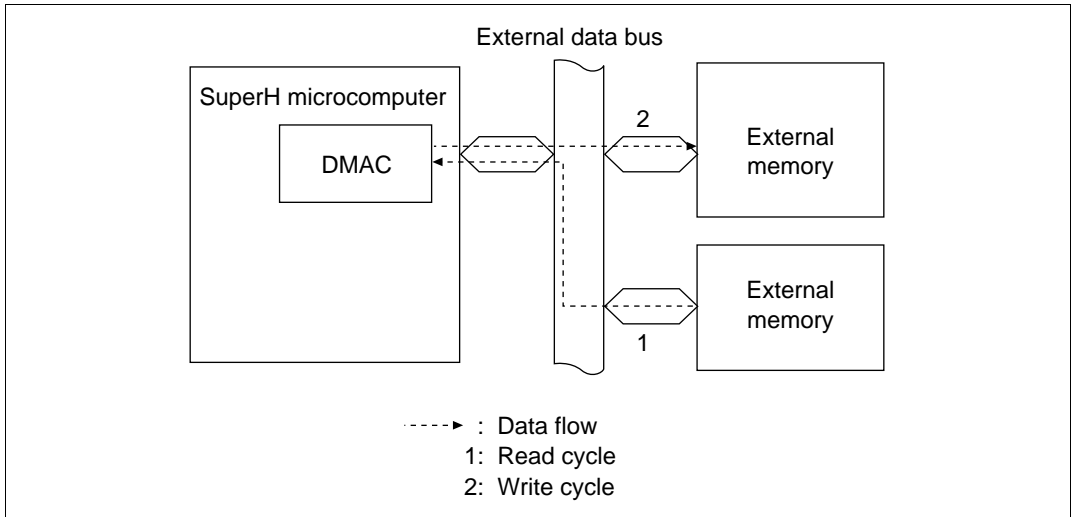 External data bus
SuperH microcomputer
DMAC
2
External
memory
External
memory
1
: Data flow
1: Read cycle
2: Write cycle